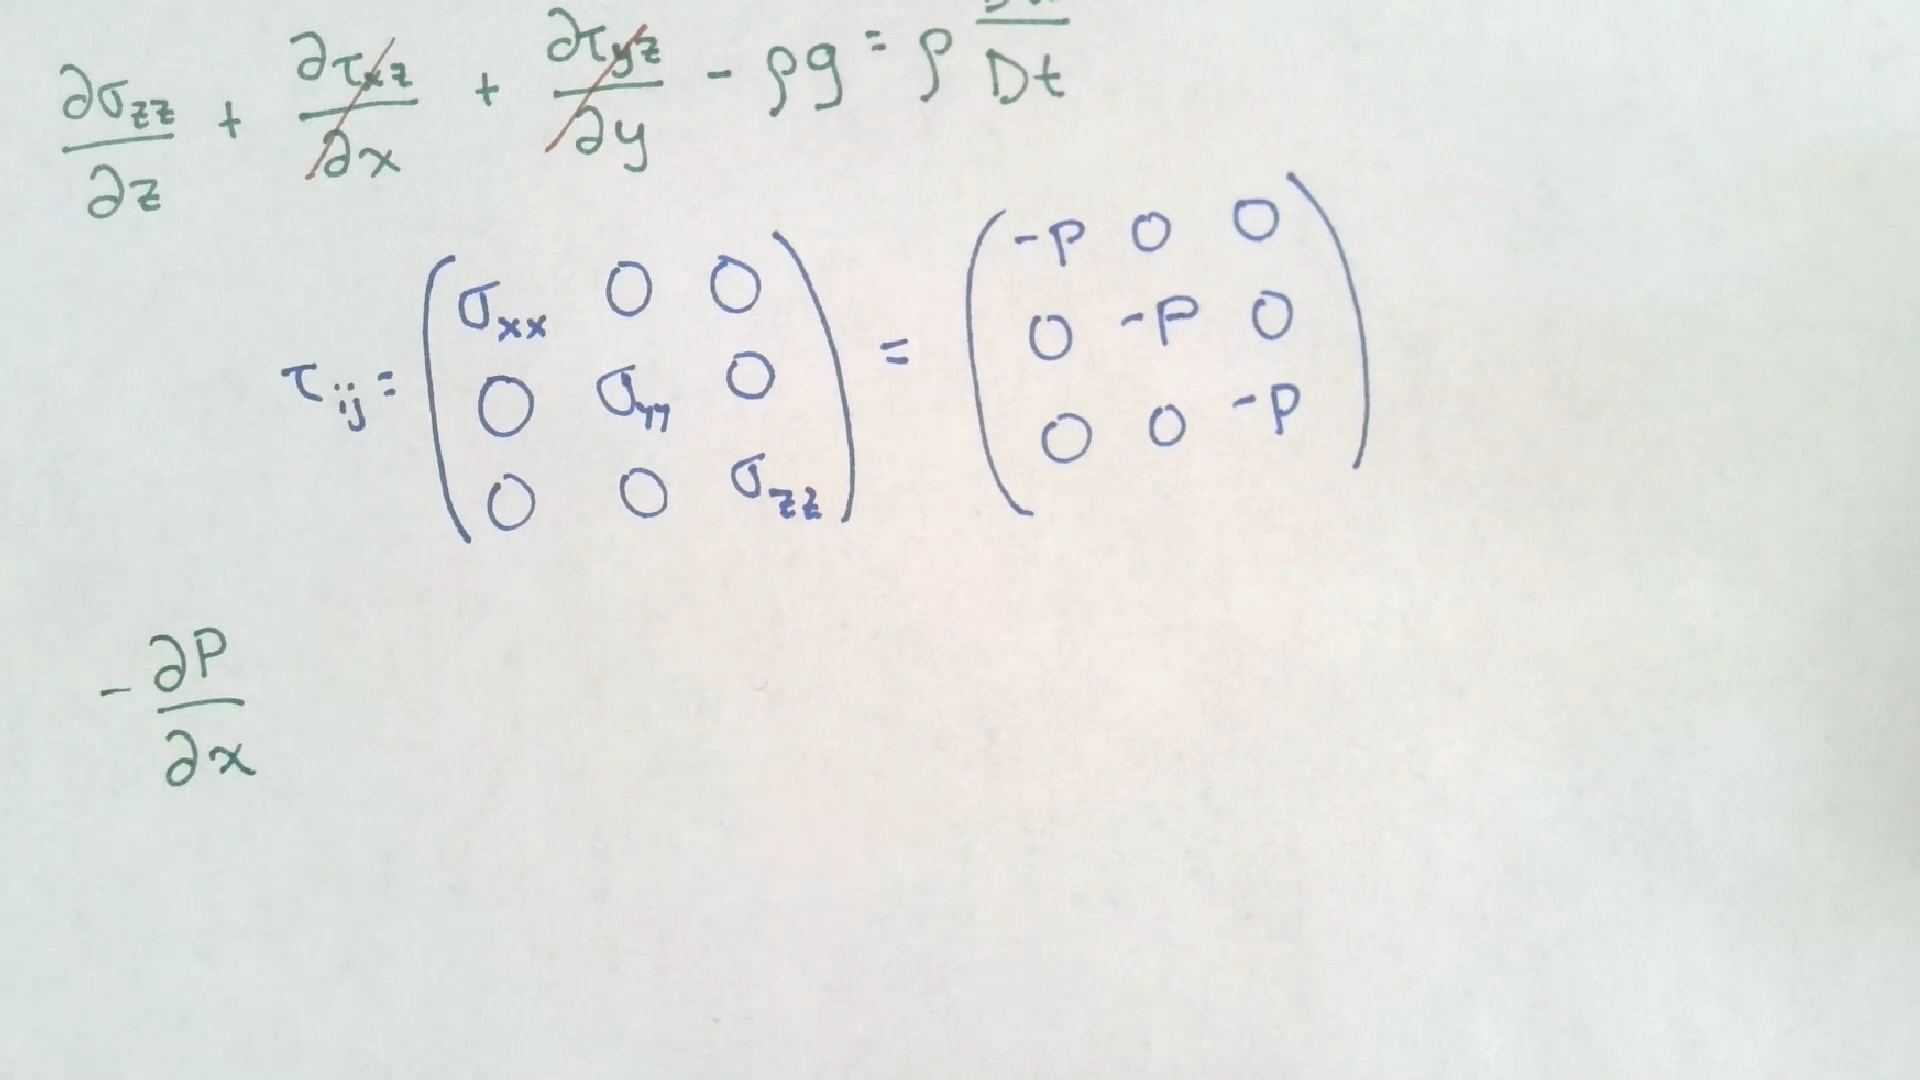 ∂σzz/∂z + ∂τxz/∂x + ∂τyz/∂y - ρg = ρ /Dt
τij = (σxx 0 0
0 σyy 0
0 0 σzz) = (-P 0 0
0 -P 0
0 0 -P)
- ∂P/∂x